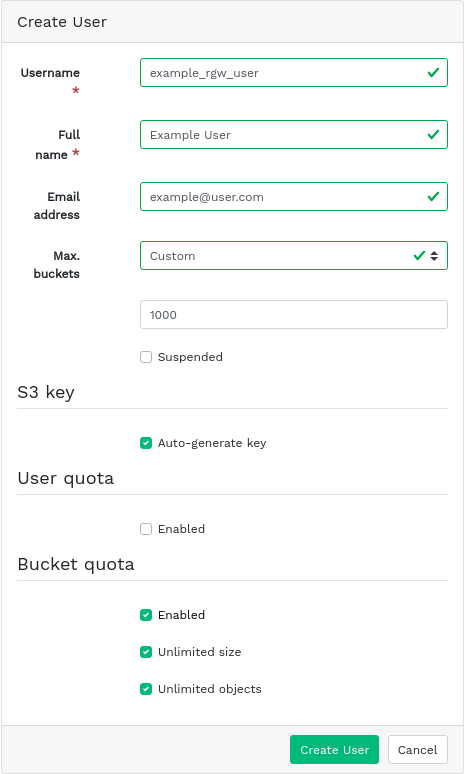 Create User
Username
*
example_rgw_user
Full
name *
Example User
Email
address
example@user.com
Max.
buckets
Custom
1000
Suspended
S3 key
Auto-generate key
User quota
Enabled
Bucket quota
Enabled
Unlimited size
Unlimited objects
Create User Cancel